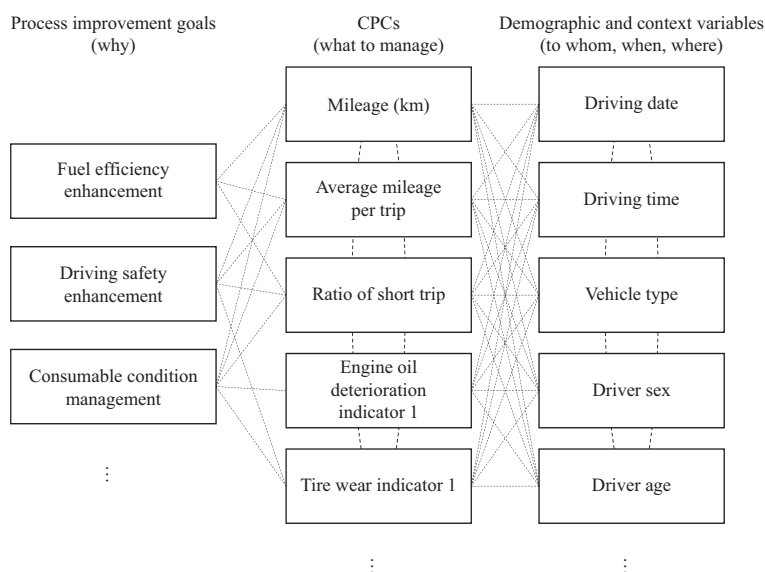 Process improvement goals
(why)
CPCs
(what to manage)
Demographic and context variables
(to whom, when, where)
Fuel efficiency
enhancement
Driving safety
enhancement
Consumable condition
management
⋮
Mileage (km)
Average mileage
per trip
Ratio of short trip
Engine oil
deterioration
indicator 1
Tire wear indicator 1
⋮
Driving date
Driving time
Vehicle type
Driver sex
Driver age
⋮